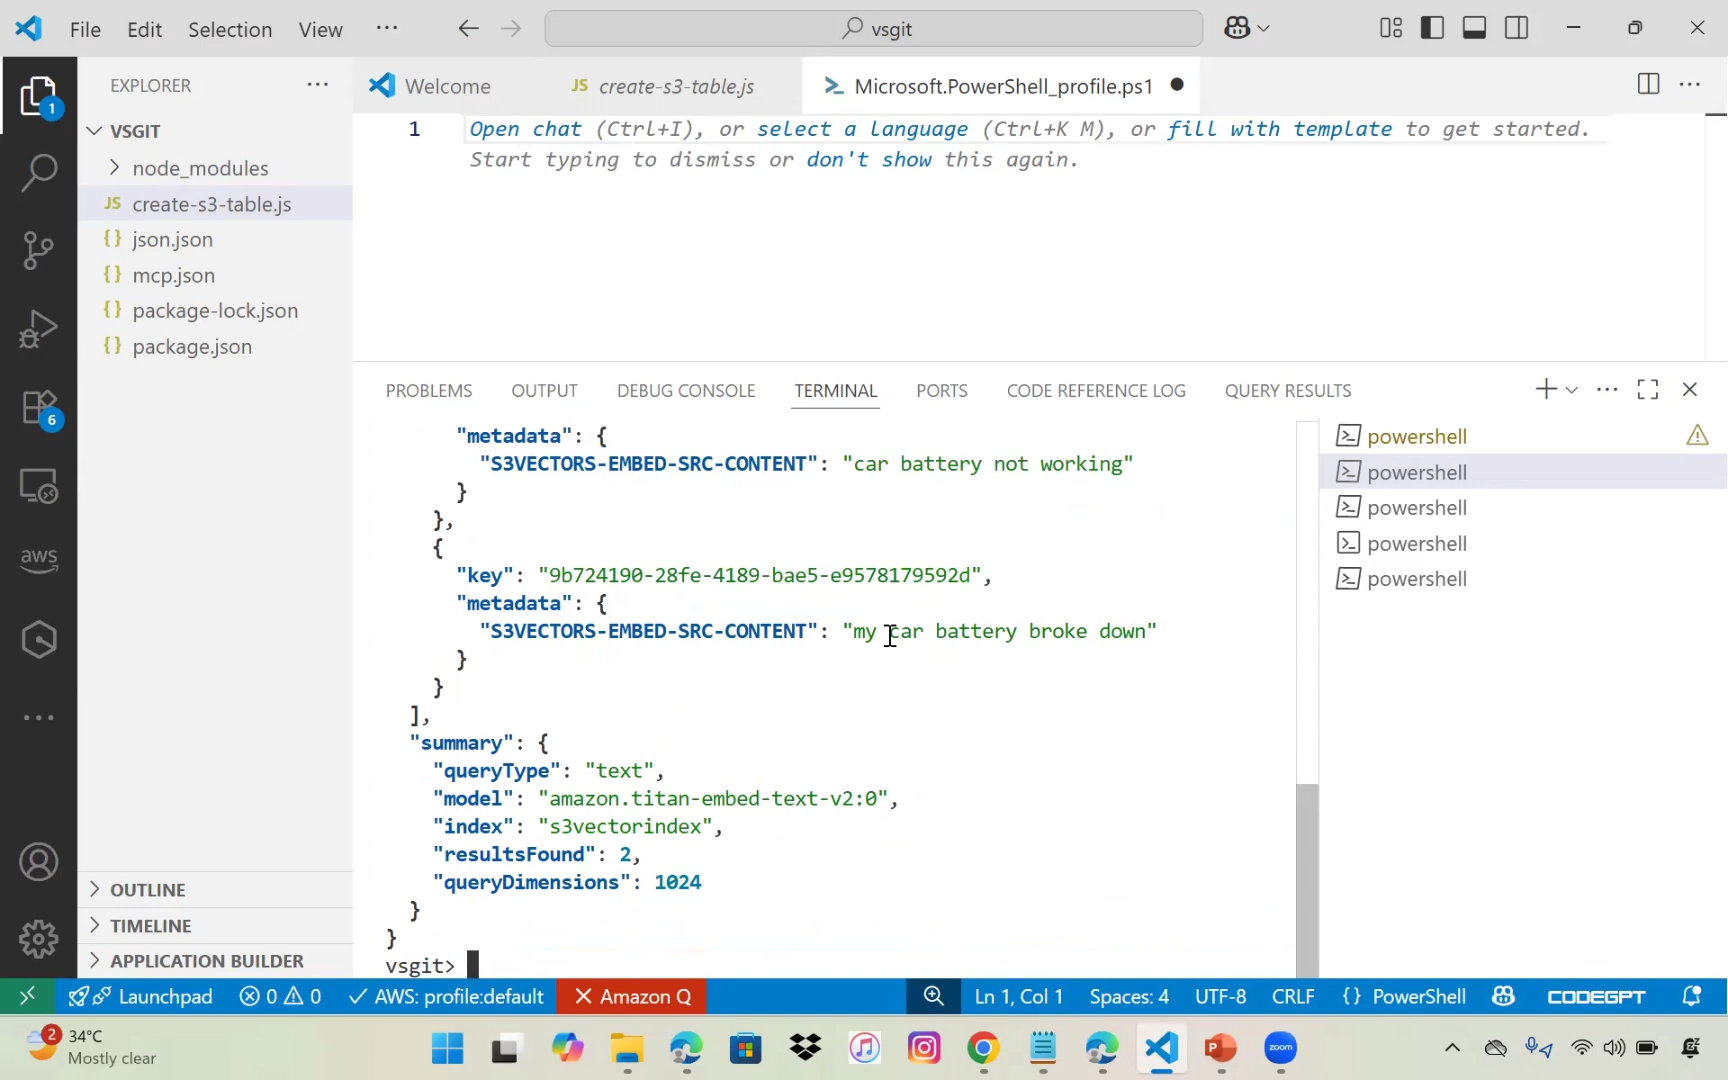 File Edit Selection View ··· vsgit
EXPLORER ···
Welcome
JS create-s3-table.js
Microsoft.PowerShell_profile.ps1
VSGIT
node_modules
JS create-s3-table.js
{} json.json
{} mcp.json
{} package-lock.json
{} package.json
1
6
aws
OUTLINE
TIMELINE
APPLICATION BUILDER
1 Open chat (Ctrl+I), or select a language (Ctrl+K M), or fill with template to get started.
Start typing to dismiss or don't show this again.
PROBLEMS OUTPUT DEBUG CONSOLE TERMINAL PORTS CODE REFERENCE LOG QUERY RESULTS
"metadata": {
"S3VECTORS-EMBED-SRC-CONTENT": "car battery not working"
}
},
{
"key": "9b724190-28fe-4189-bae5-e9578179592d",
"metadata": {
"S3VECTORS-EMBED-SRC-CONTENT": "my car battery broke down"
}
}
],
"summary": {
"queryType": "text",
"model": "amazon.titan-embed-text-v2:0",
"index": "s3vectorindex",
"resultsFound": 2,
"queryDimensions": 1024
}
}
vsgit>
powershell
powershell
powershell
powershell
powershell
Launchpad 0 0 AWS: profile:default Amazon Q Ln 1, Col 1 Spaces: 4 UTF-8 CRLF {} PowerShell CODEGPT
2
34°C
Mostly clear
P
zoom